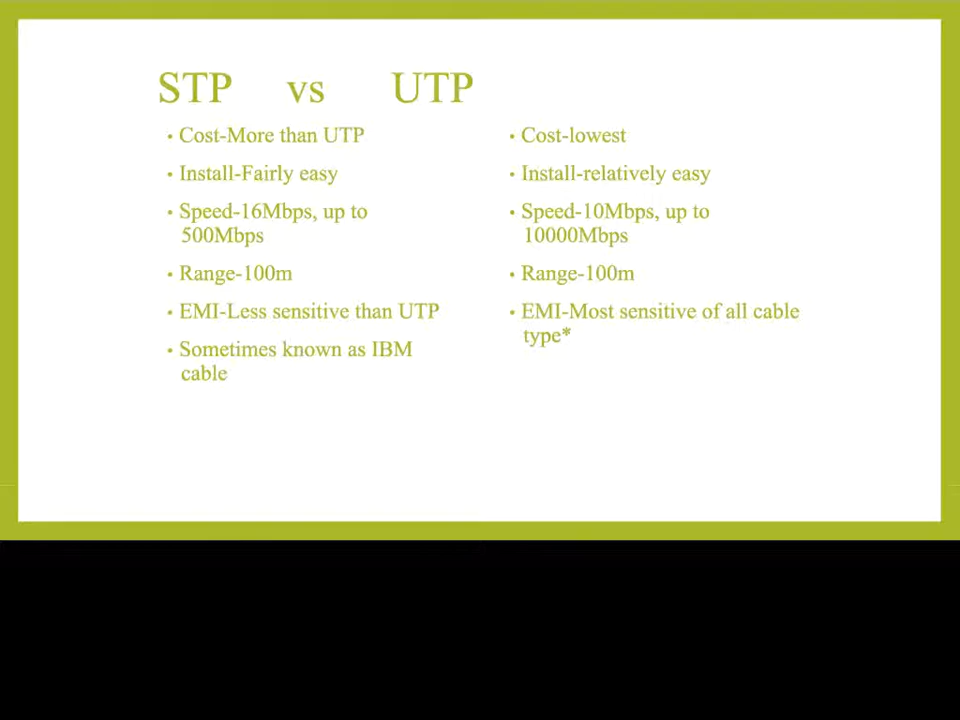 STP vs UTP
• Cost-More than UTP
• Install-Fairly easy
• Speed-16Mbps, up to
500Mbps
• Range-100m
• EMI-Less sensitive than UTP
• Sometimes known as IBM
cable
• Cost-lowest
• Install-relatively easy
• Speed-10Mbps, up to
10000Mbps
• Range-100m
• EMI-Most sensitive of all cable
type*